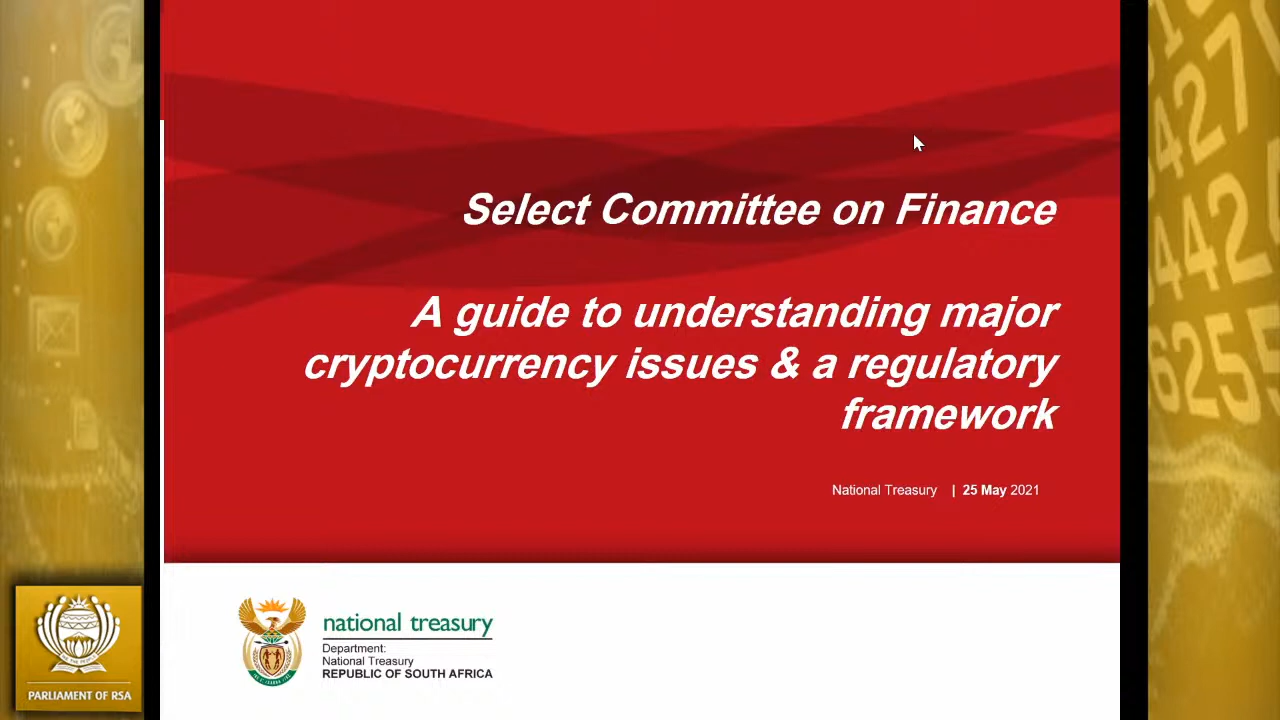 Select Committee on Finance
A guide to understanding major
cryptocurrency issues & a regulatory
framework
National Treasury | 25 May 2021
national treasury
Department:
National Treasury
REPUBLIC OF SOUTH AFRICA
PARLIAMENT OF RSA